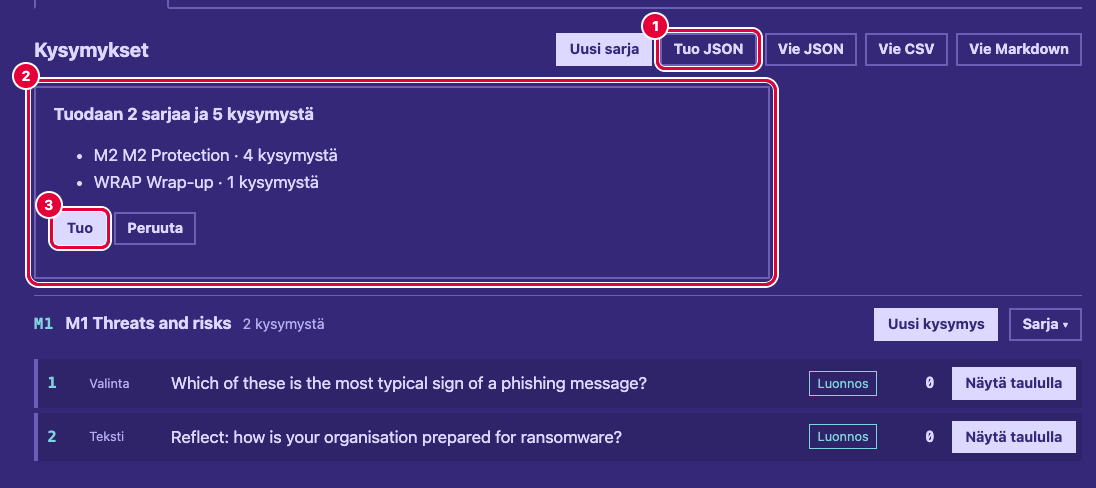 Kysymykset
1
Uusi sarja Tuo JSON Vie JSON Vie CSV Vie Markdown
2
Tuodaan 2 sarjaa ja 5 kysymystä
• M2 M2 Protection · 4 kysymystä
• WRAP Wrap-up · 1 kysymystä
3
Tuo Peruuta
M1 M1 Threats and risks 2 kysymystä Uusi kysymys Sarja ▾
1 Valinta Which of these is the most typical sign of a phishing message? Luonnos 0 Näytä taululla
2 Teksti Reflect: how is your organisation prepared for ransomware? Luonnos 0 Näytä taululla